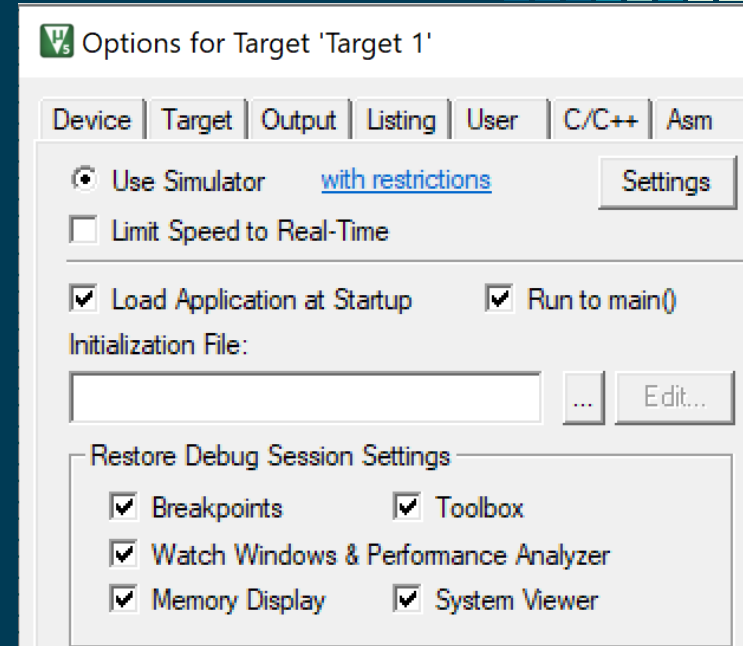 Options for Target 'Target 1'
Device Target Output Listing User C/C++ Asm
Use Simulator with restrictions Settings
Limit Speed to Real-Time
Load Application at Startup Run to main()
Initialization File:
... Edit...
Restore Debug Session Settings
Breakpoints Toolbox
Watch Windows & Performance Analyzer
Memory Display System Viewer